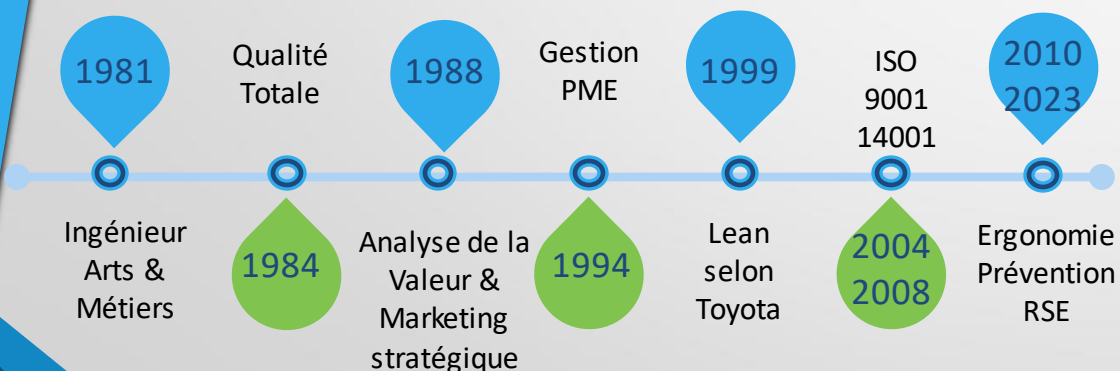 1981
Ingénieur
Arts &
Métiers
Qualité
Totale
1984
1988
Analyse de la
Valeur &
Marketing
stratégique
Gestion
PME
1994
1999
Lean
selon
Toyota
ISO
9001
14001
2004
2008
2010
2023
Ergonomie
Prévention
RSE